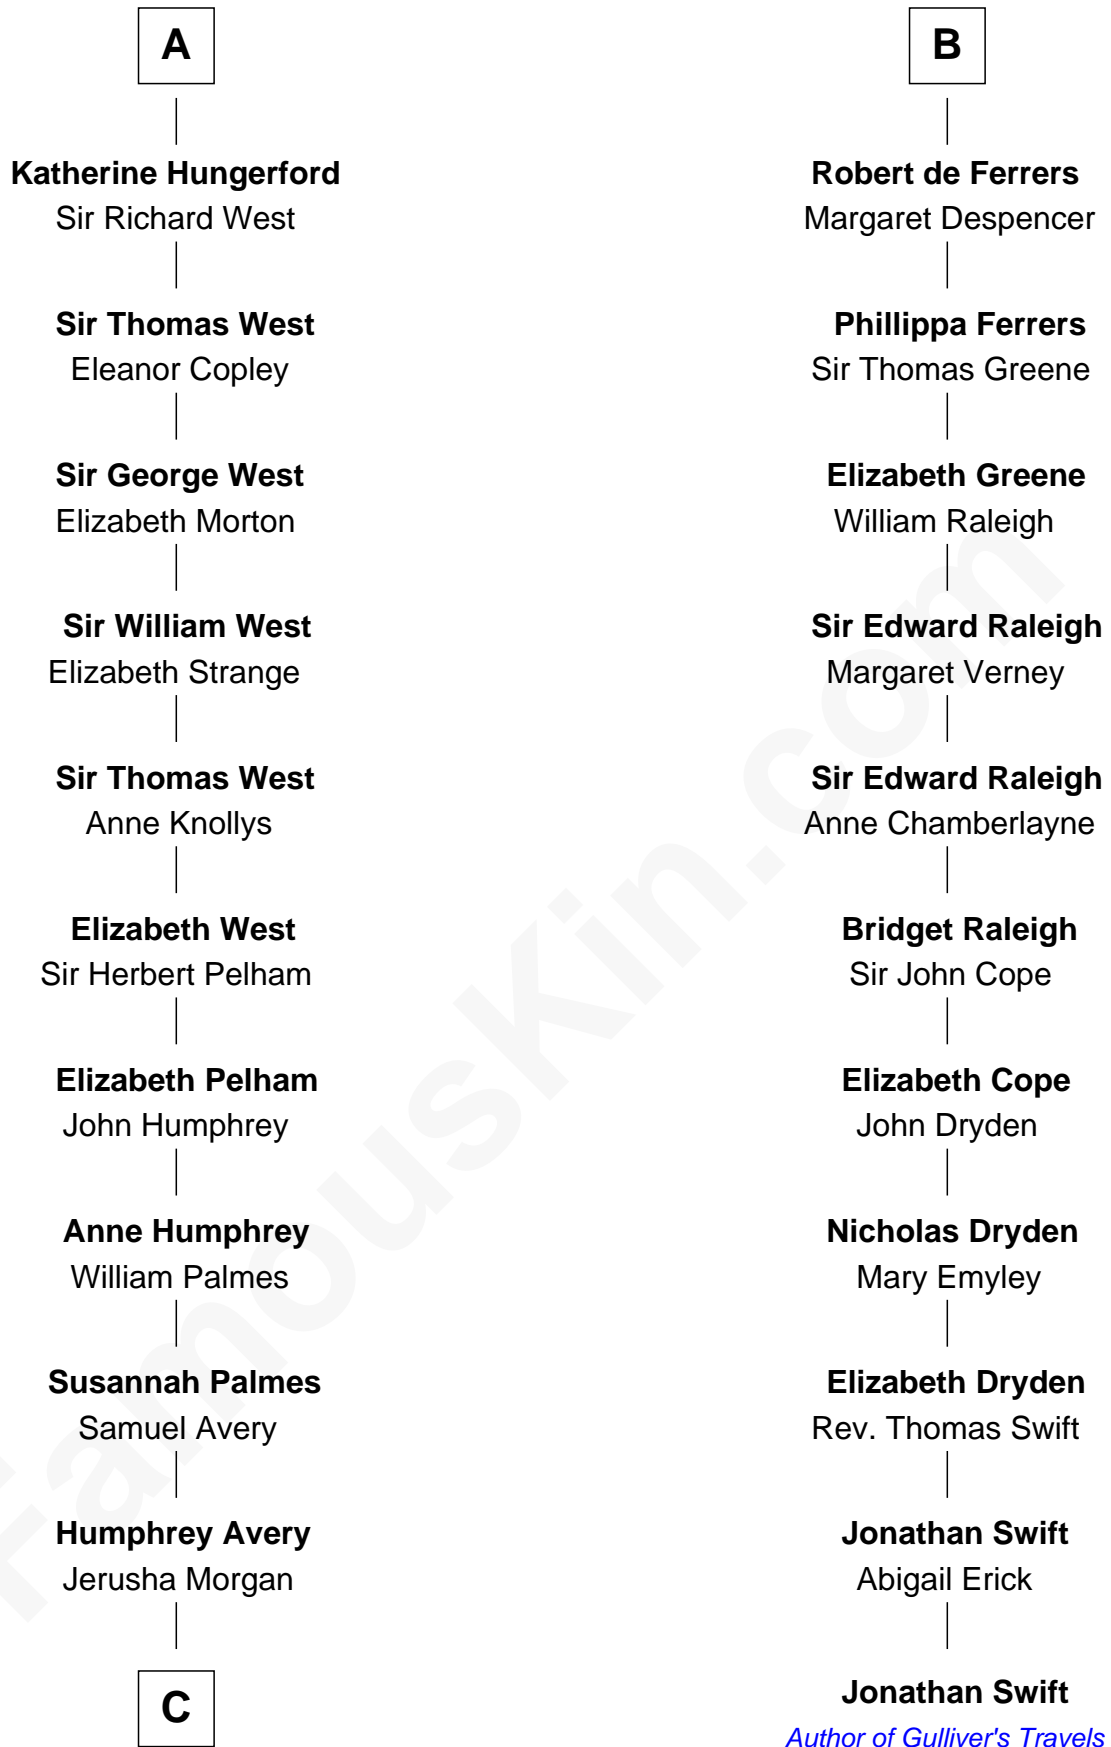 A
Katherine Hungerford
Sir Richard West
Sir Thomas West
Eleanor Copley
Sir George West
Elizabeth Morton
Sir William West
Elizabeth Strange
Sir Thomas West
Anne Knollys
Elizabeth West
Sir Herbert Pelham
Elizabeth Pelham
John Humphrey
Anne Humphrey
William Palmes
Susannah Palmes
Samuel Avery
Humphrey Avery
Jerusha Morgan
C
B
Robert de Ferrers
Margaret Despencer
Phillippa Ferrers
Sir Thomas Greene
Elizabeth Greene
William Raleigh
Sir Edward Raleigh
Margaret Verney
Sir Edward Raleigh
Anne Chamberlayne
Bridget Raleigh
Sir John Cope
Elizabeth Cope
John Dryden
Nicholas Dryden
Mary Emyley
Elizabeth Dryden
Rev. Thomas Swift
Jonathan Swift
Abigail Erick
Jonathan Swift
Author of Gulliver's Travels
FamousKin.com